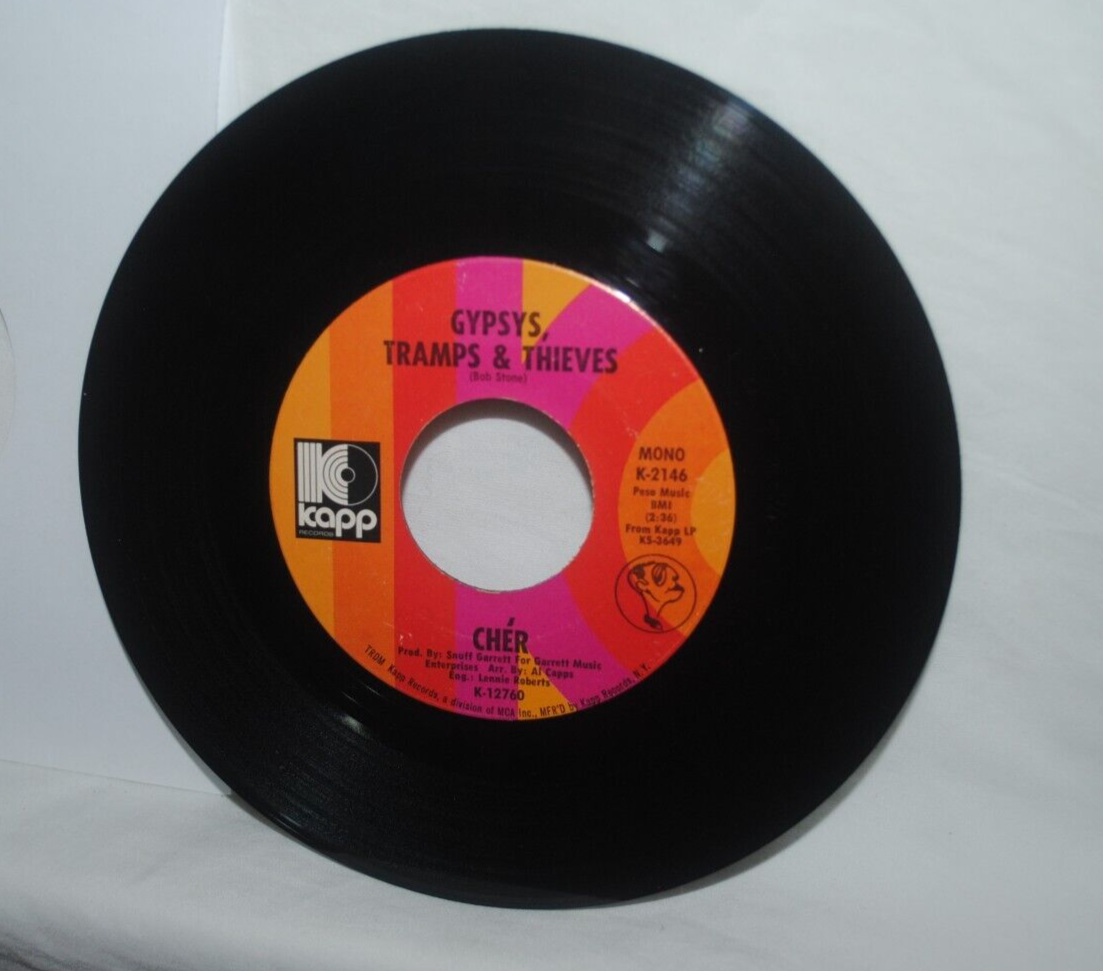 GYPSYS,
TRAMPS & THIEVES
(Bob Stone)
kapp
RECORDS
MONO
K-2146
Peso Music
BMI
(2:36)
From Kapp LP
KS-3649
CHÉR
Prod. By: Snuff Garrett For Garrett Music
Enterprises Arr. By: Al Capps
Eng.: Lennie Roberts
K-12760
TRDM Kapp Records, a division of MCA Inc., MFR'D by Kapp Records, N.Y.